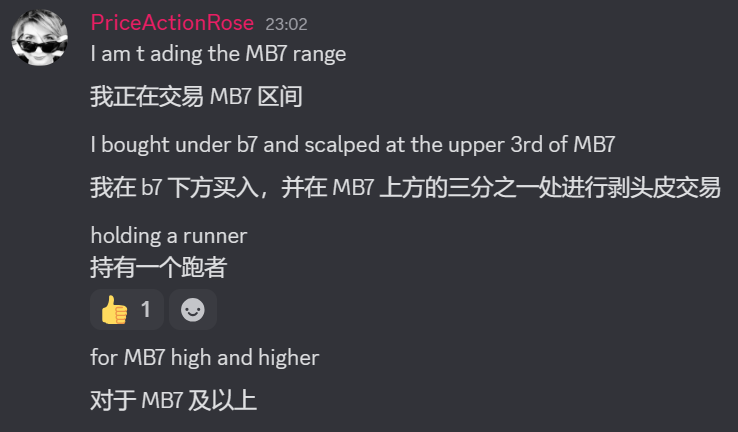 PriceActionRose 23:02
I am t ading the MB7 range
我正在交易 MB7 区间
I bought under b7 and scalped at the upper 3rd of MB7
我在 b7 下方买入，并在 MB7 上方的三分之一处进行剥头皮交易
holding a runner
持有一个跑者
👍 1
for MB7 high and higher
对于 MB7 及以上